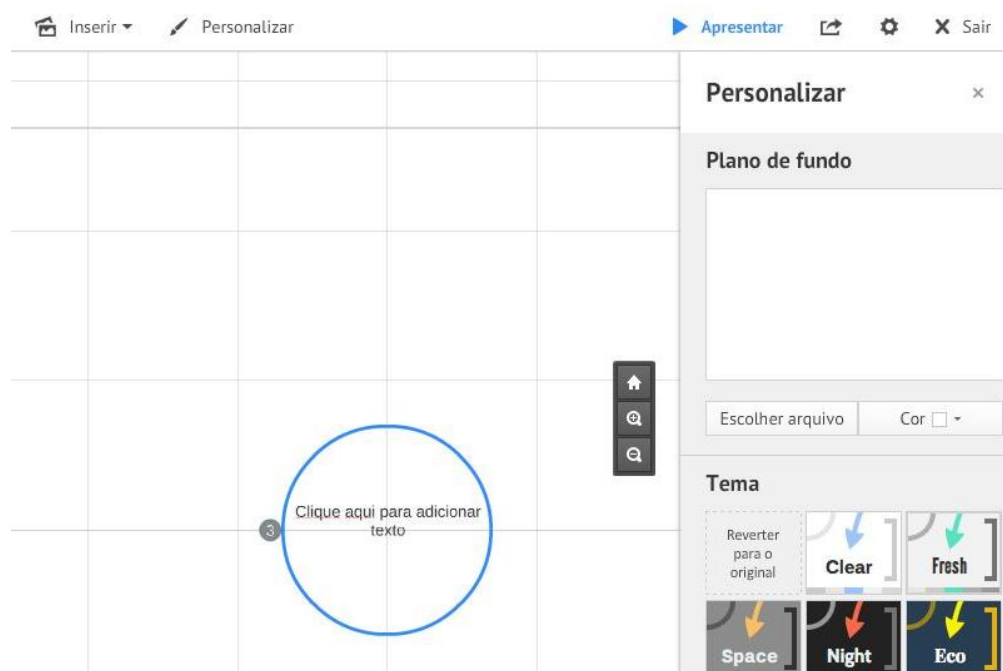 Inserir
Personalizar
Apresentar
Sair
Personalizar
Plano de fundo
Escolher arquivo
Cor
Tema
3
Clique aqui para adicionar
texto
Reverter
para o
original
Clear
Fresh
Space
Night
Eco